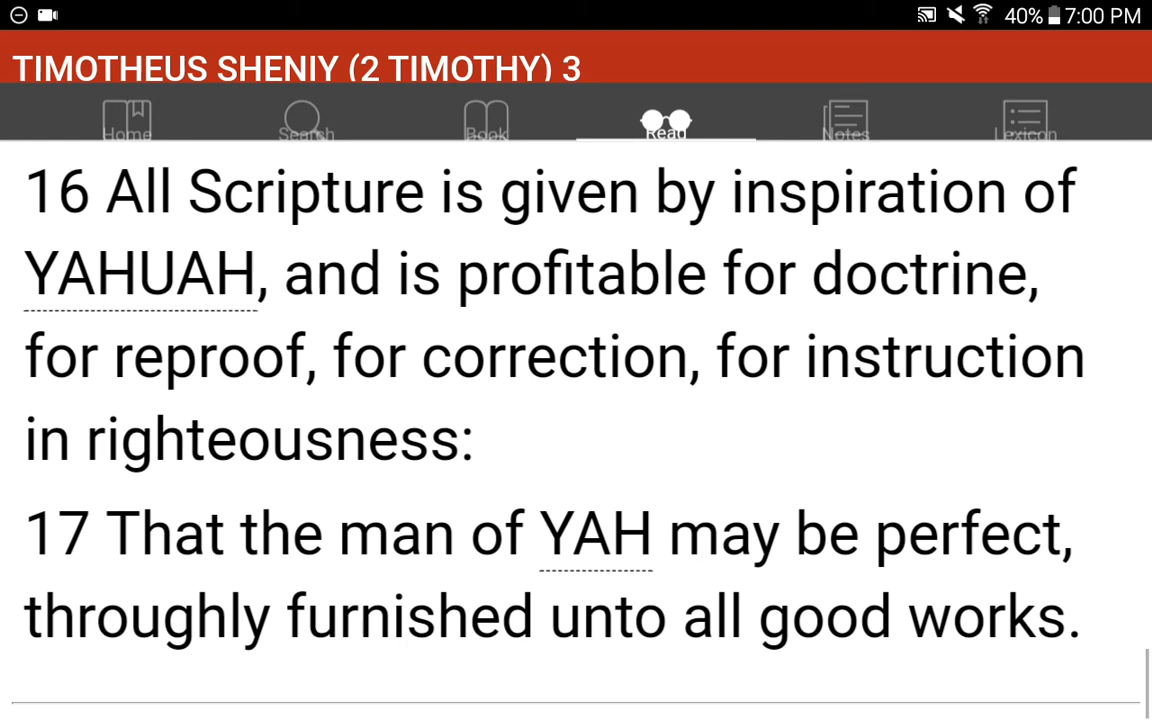 40% 7:00 PM
TIMOTHEUS SHENIY (2 TIMOTHY) 3
Home Search Book Read Notes Lexicon
16 All Scripture is given by inspiration of
YAHUAH, and is profitable for doctrine,
for reproof, for correction, for instruction
in righteousness:
17 That the man of YAH may be perfect,
throughly furnished unto all good works.